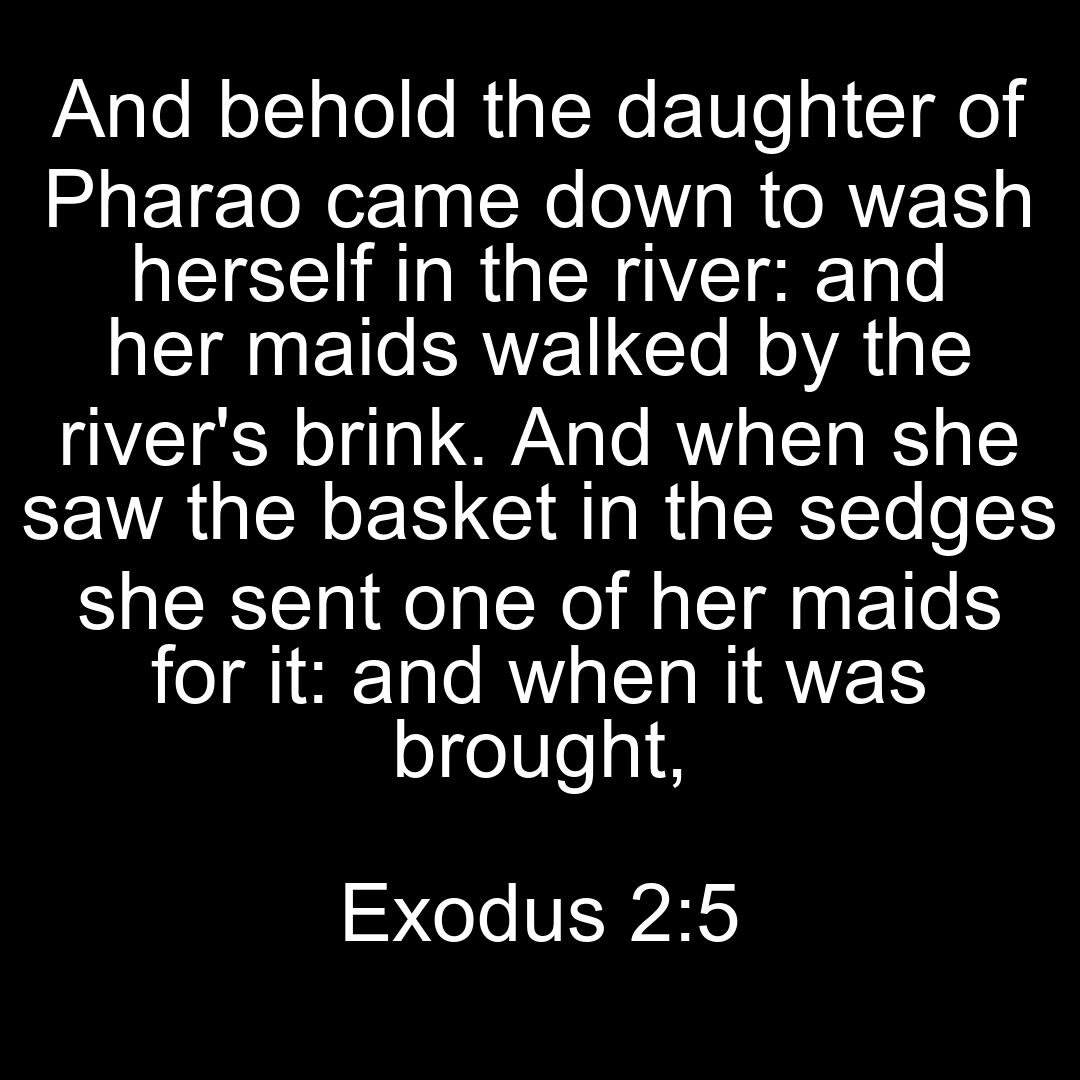 And behold the daughter of
Pharao came down to wash
herself in the river: and
her maids walked by the
river's brink. And when she
saw the basket in the sedges
she sent one of her maids
for it: and when it was
brought,
Exodus 2:5